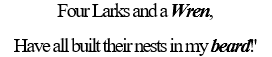 Four Larks and a Wren,
Have all built their nests in my beard!'